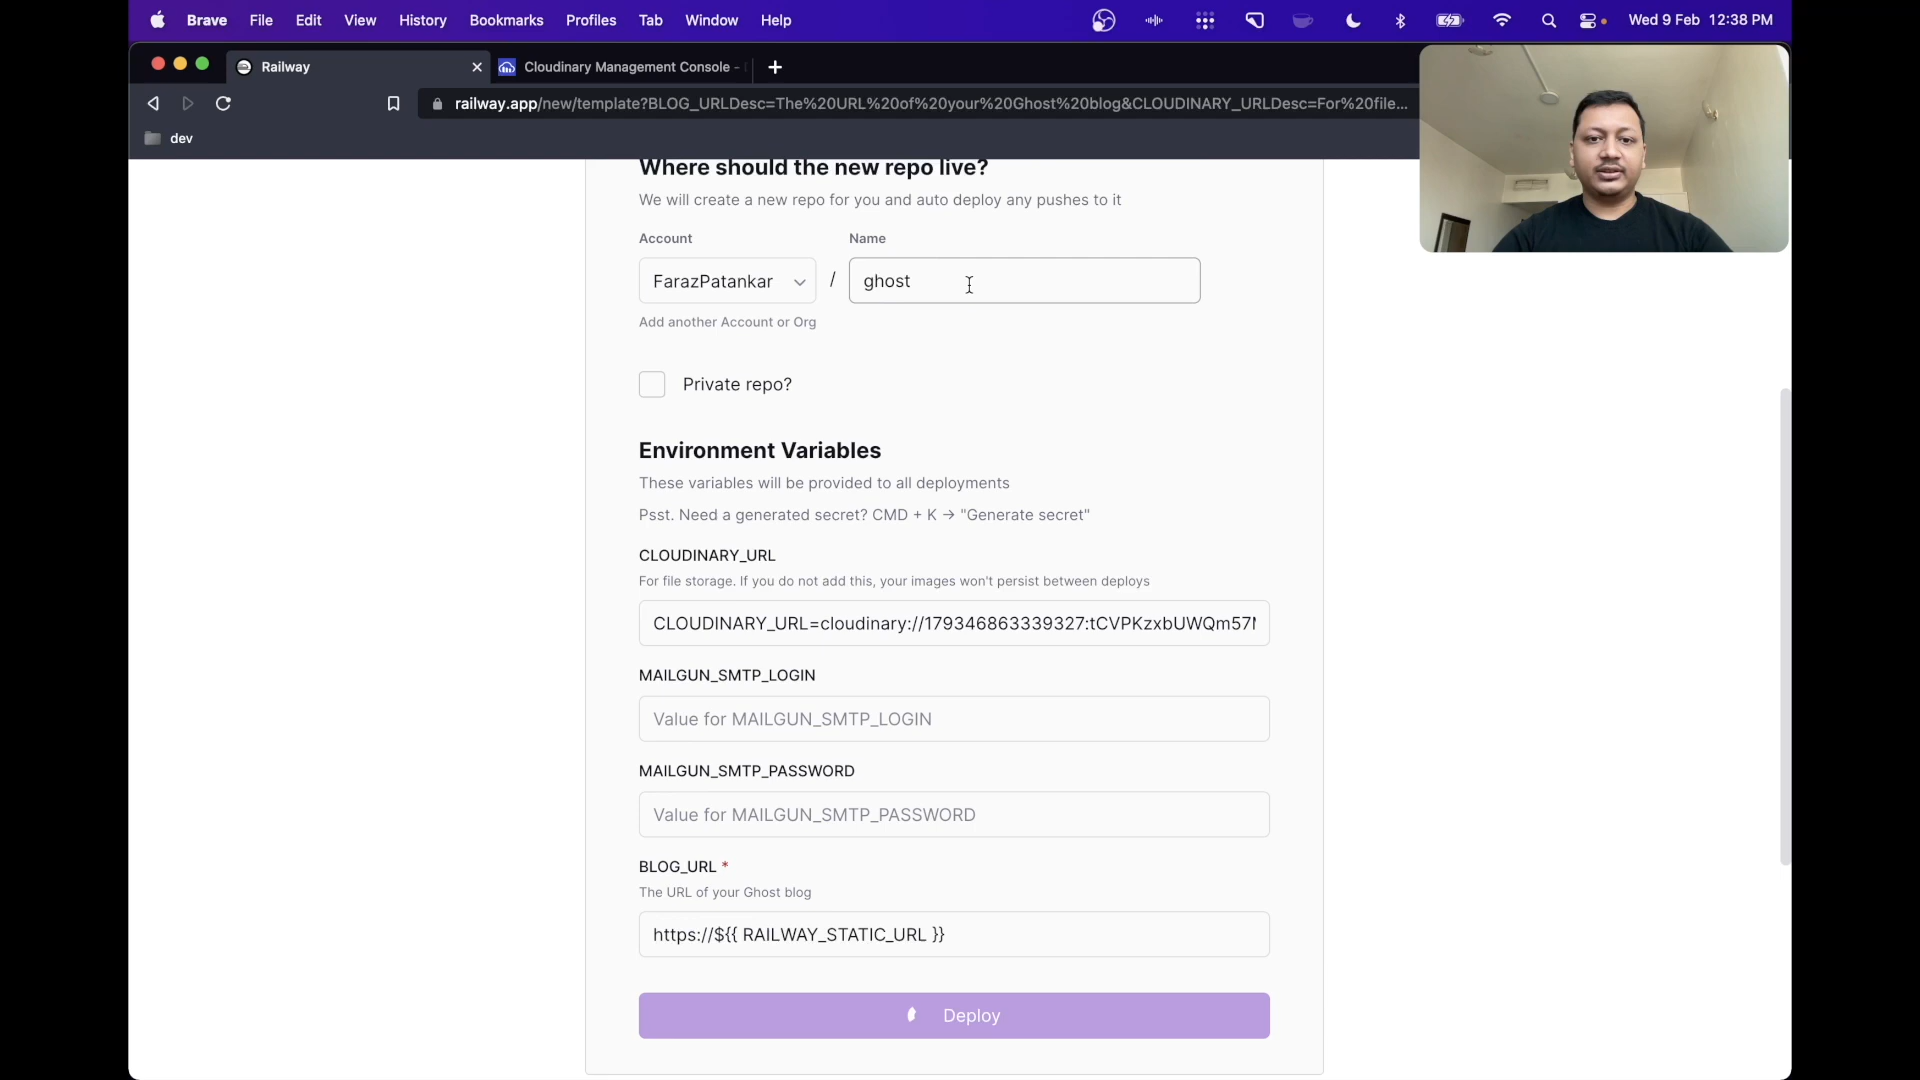 Brave File Edit View History Bookmarks Profiles Tab Window Help Wed 9 Feb 12:38 PM
Railway Cloudinary Management Console -
railway.app/new/template?BLOG_URLDesc=The%20URL%20of%20your%20Ghost%20blog&CLOUDINARY_URLDesc=For%20file...
dev
Where should the new repo live?
We will create a new repo for you and auto deploy any pushes to it
Account Name
FarazPatankar / ghost
Add another Account or Org
Private repo?
Environment Variables
These variables will be provided to all deployments
Psst. Need a generated secret? CMD + K → "Generate secret"
CLOUDINARY_URL
For file storage. If you do not add this, your images won't persist between deploys
CLOUDINARY_URL=cloudinary://179346863339327:tCVPKzxbUWQm57
MAILGUN_SMTP_LOGIN
Value for MAILGUN_SMTP_LOGIN
MAILGUN_SMTP_PASSWORD
Value for MAILGUN_SMTP_PASSWORD
BLOG_URL *
The URL of your Ghost blog
https://${{ RAILWAY_STATIC_URL }}
Deploy